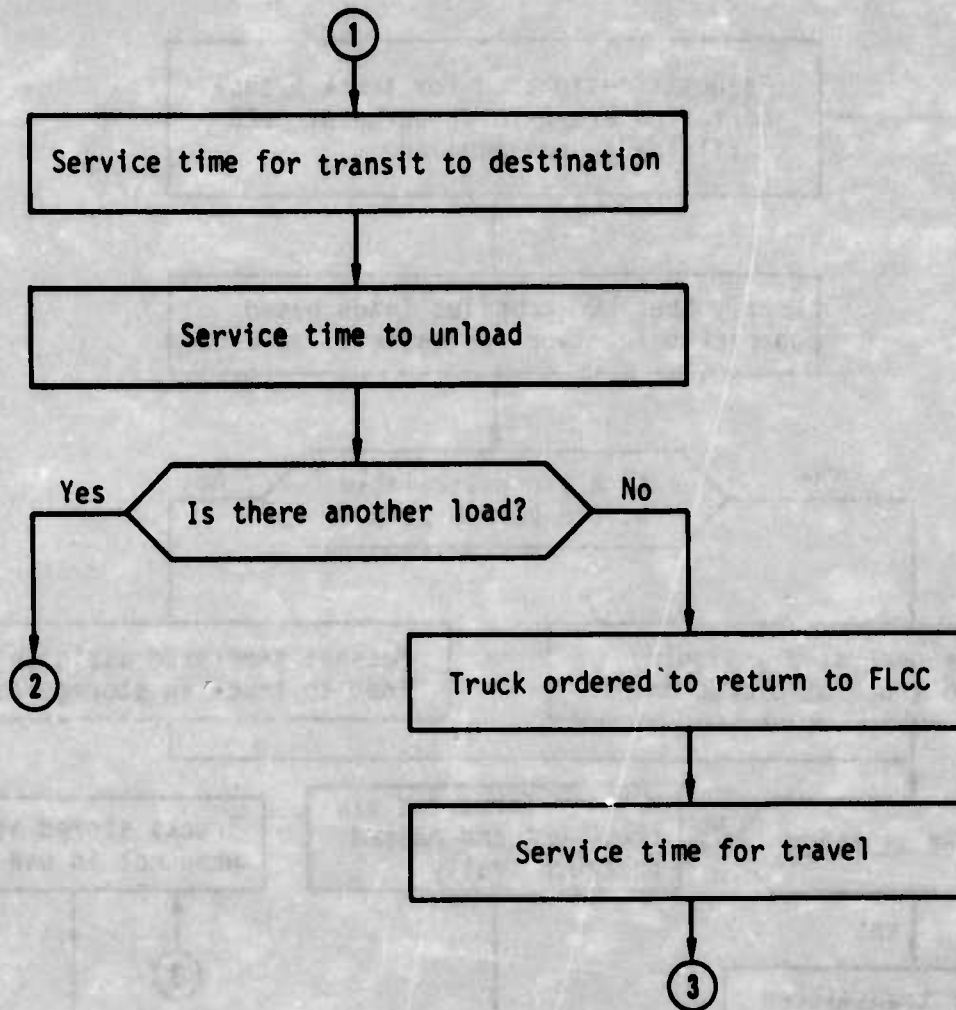 1
Service time for transit to destination
Service time to unload
Is there another load?
Yes
No
2
Truck ordered to return to FLCC
Service time for travel
3